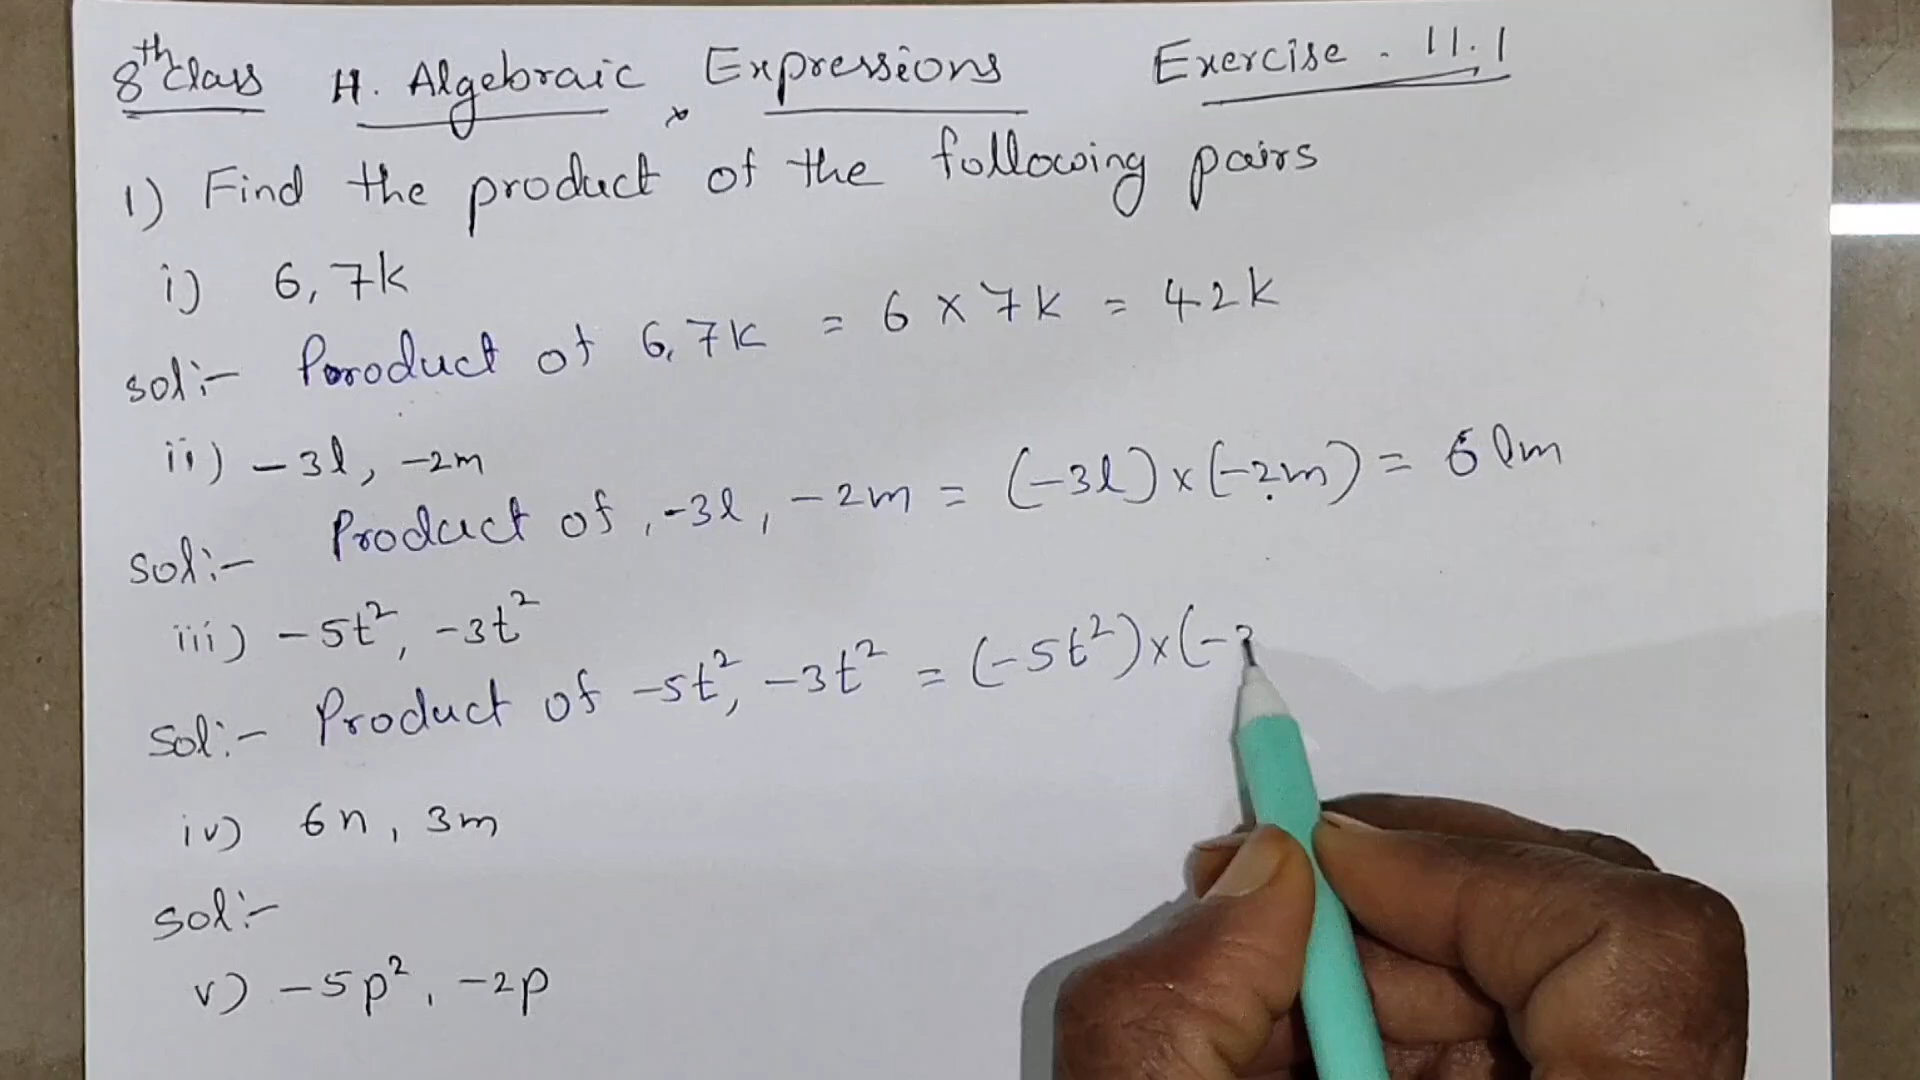 8th class 11. Algebraic Expressions Exercise - 11.1
1) Find the product of the following pairs
i) 6, 7k
sol:- Product of 6, 7k = 6 × 7k = 42k
ii) -3l, -2m
sol:- Product of, -3l, -2m = (-3l) × (-2m) = 6lm
iii) -5t², -3t²
sol:- Product of -5t², -3t² = (-5t²) × (-3
iv) 6n, 3m
sol:-
v) -5p², -2p